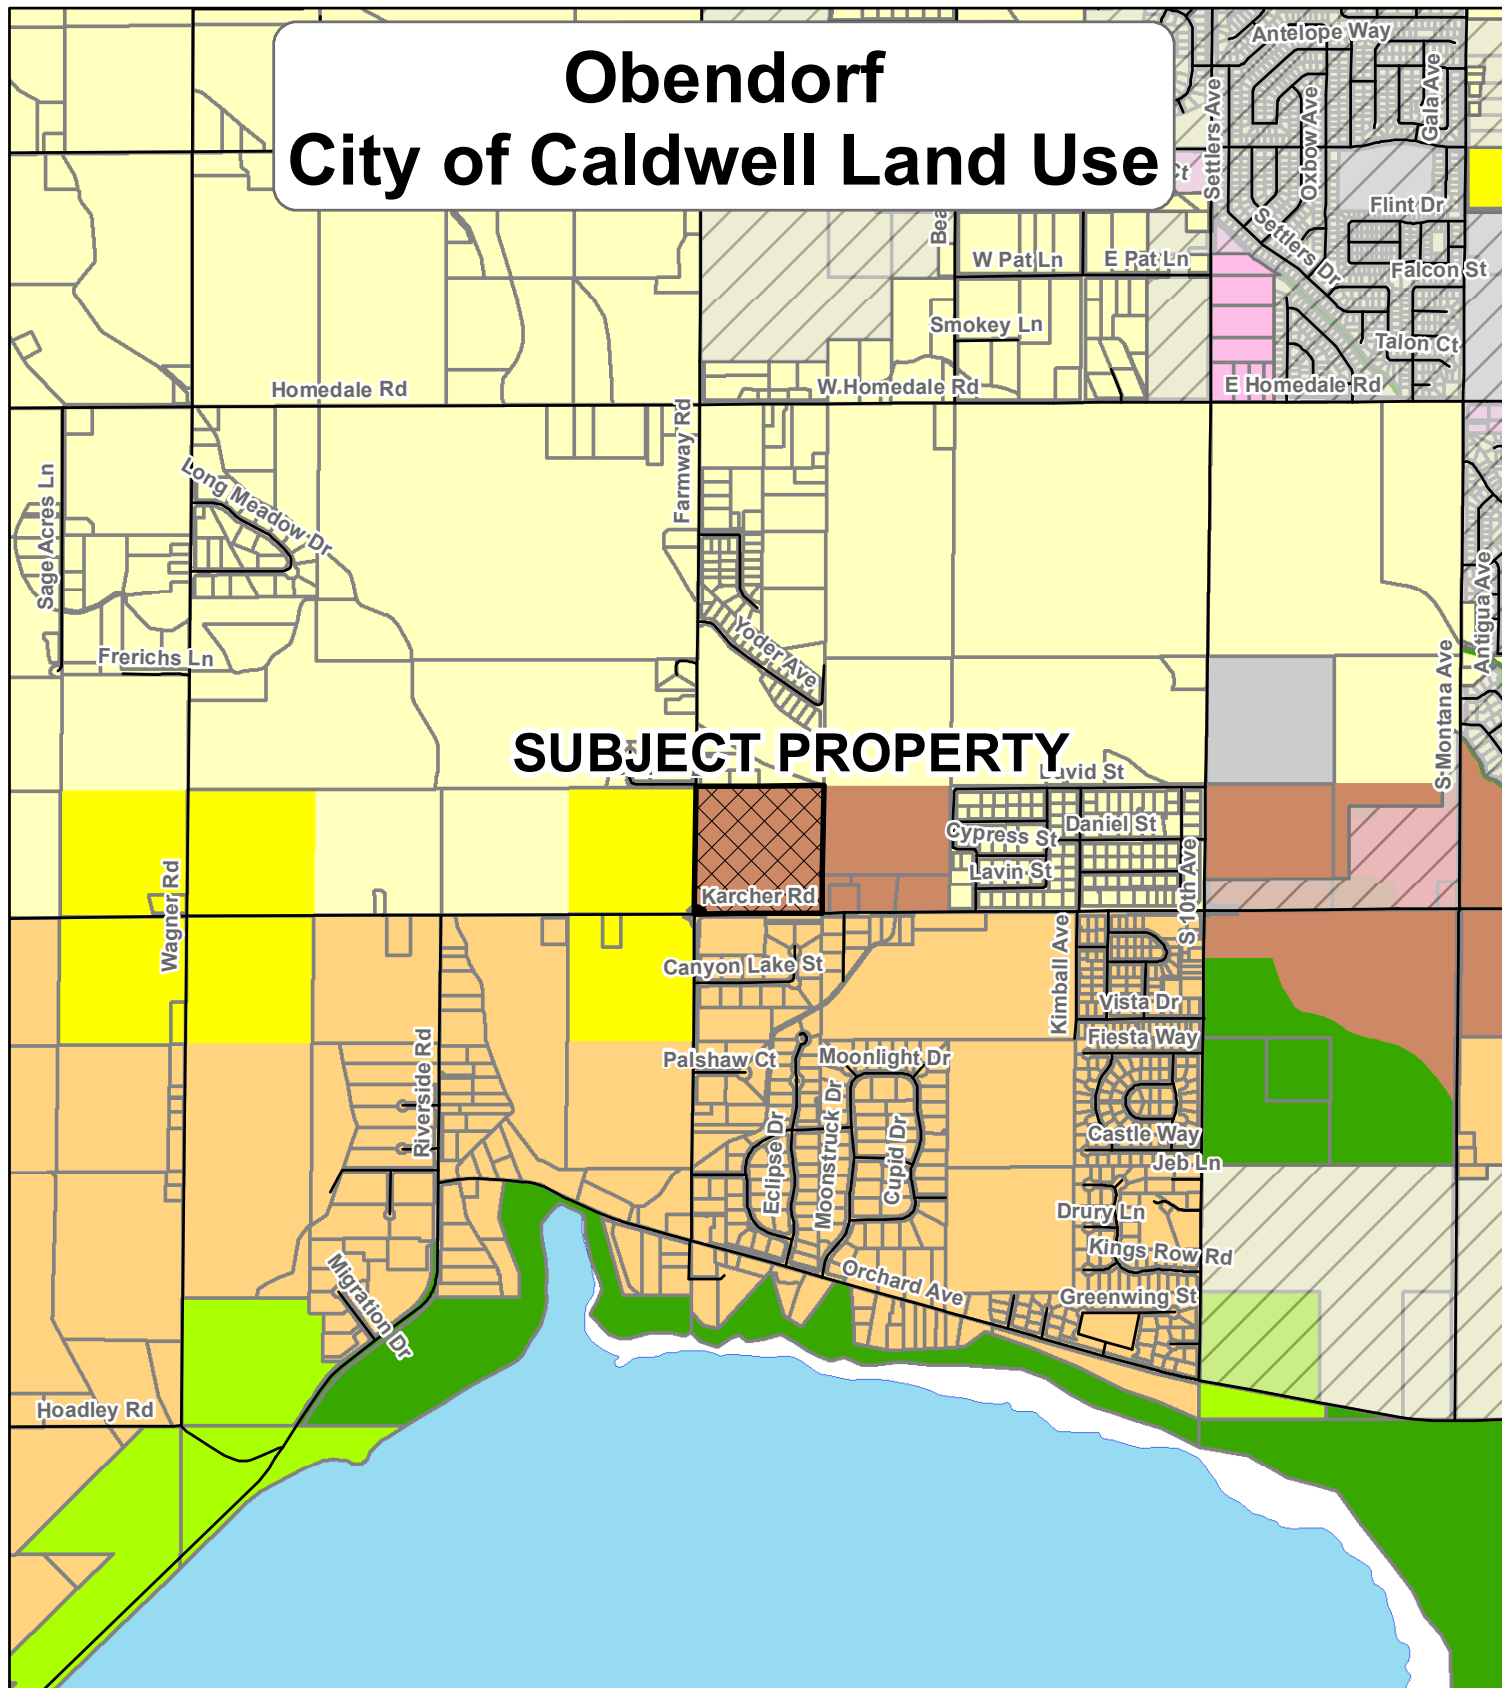 Obendorf
City of Caldwell Land Use
Antelope Way
Settlers Ave
Oxbow Ave
Gala Ave
Ct
Flint Dr
Settlers Dr
Bea
W Pat Ln
E Pat Ln
Falcon St
Smokey Ln
Talon Ct
Homedale Rd
W Homedale Rd
E Homedale Rd
Farmway Rd
Sage Acres Ln
Long Meadow Dr
Antigua Ave
Frerichs Ln
Yoder Ave
S Montana Ave
SUBJECT PROPERTY
David St
Cypress St
Daniel St
Lavin St
Karcher Rd
S 10th Ave
Wagner Rd
Kimball Ave
Canyon Lake St
Vista Dr
Fiesta Way
Riverside Rd
Palshaw Ct
Moonlight Dr
Moonstruck Dr
Eclipse Dr
Cupid Dr
Castle Way
Jeb Ln
Drury Ln
Kings Row Rd
Migration Dr
Orchard Ave
Greenwing St
Hoadley Rd